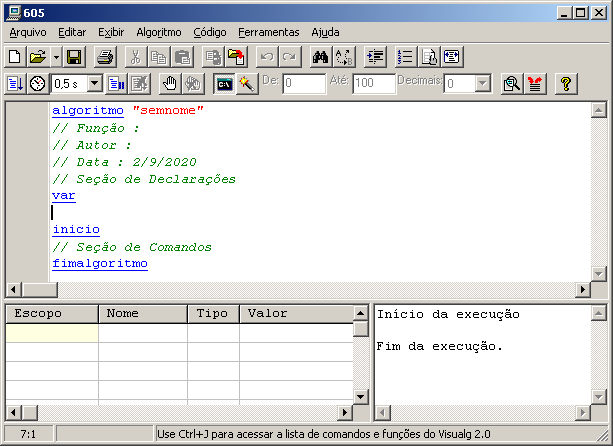 605
Arquivo Editar Exibir Algoritmo Código Ferramentas Ajuda
0,5 s De: 0 Até: 100 Decimais: 0
algoritmo "semnome"
// Função :
// Autor :
// Data : 2/9/2020
// Seção de Declarações
var
inicio
// Seção de Comandos
fimalgoritmo
Escopo Nome Tipo Valor
Início da execução
Fim da execução.
7:1 Use Ctrl+J para acessar a lista de comandos e funções do Visualg 2.0